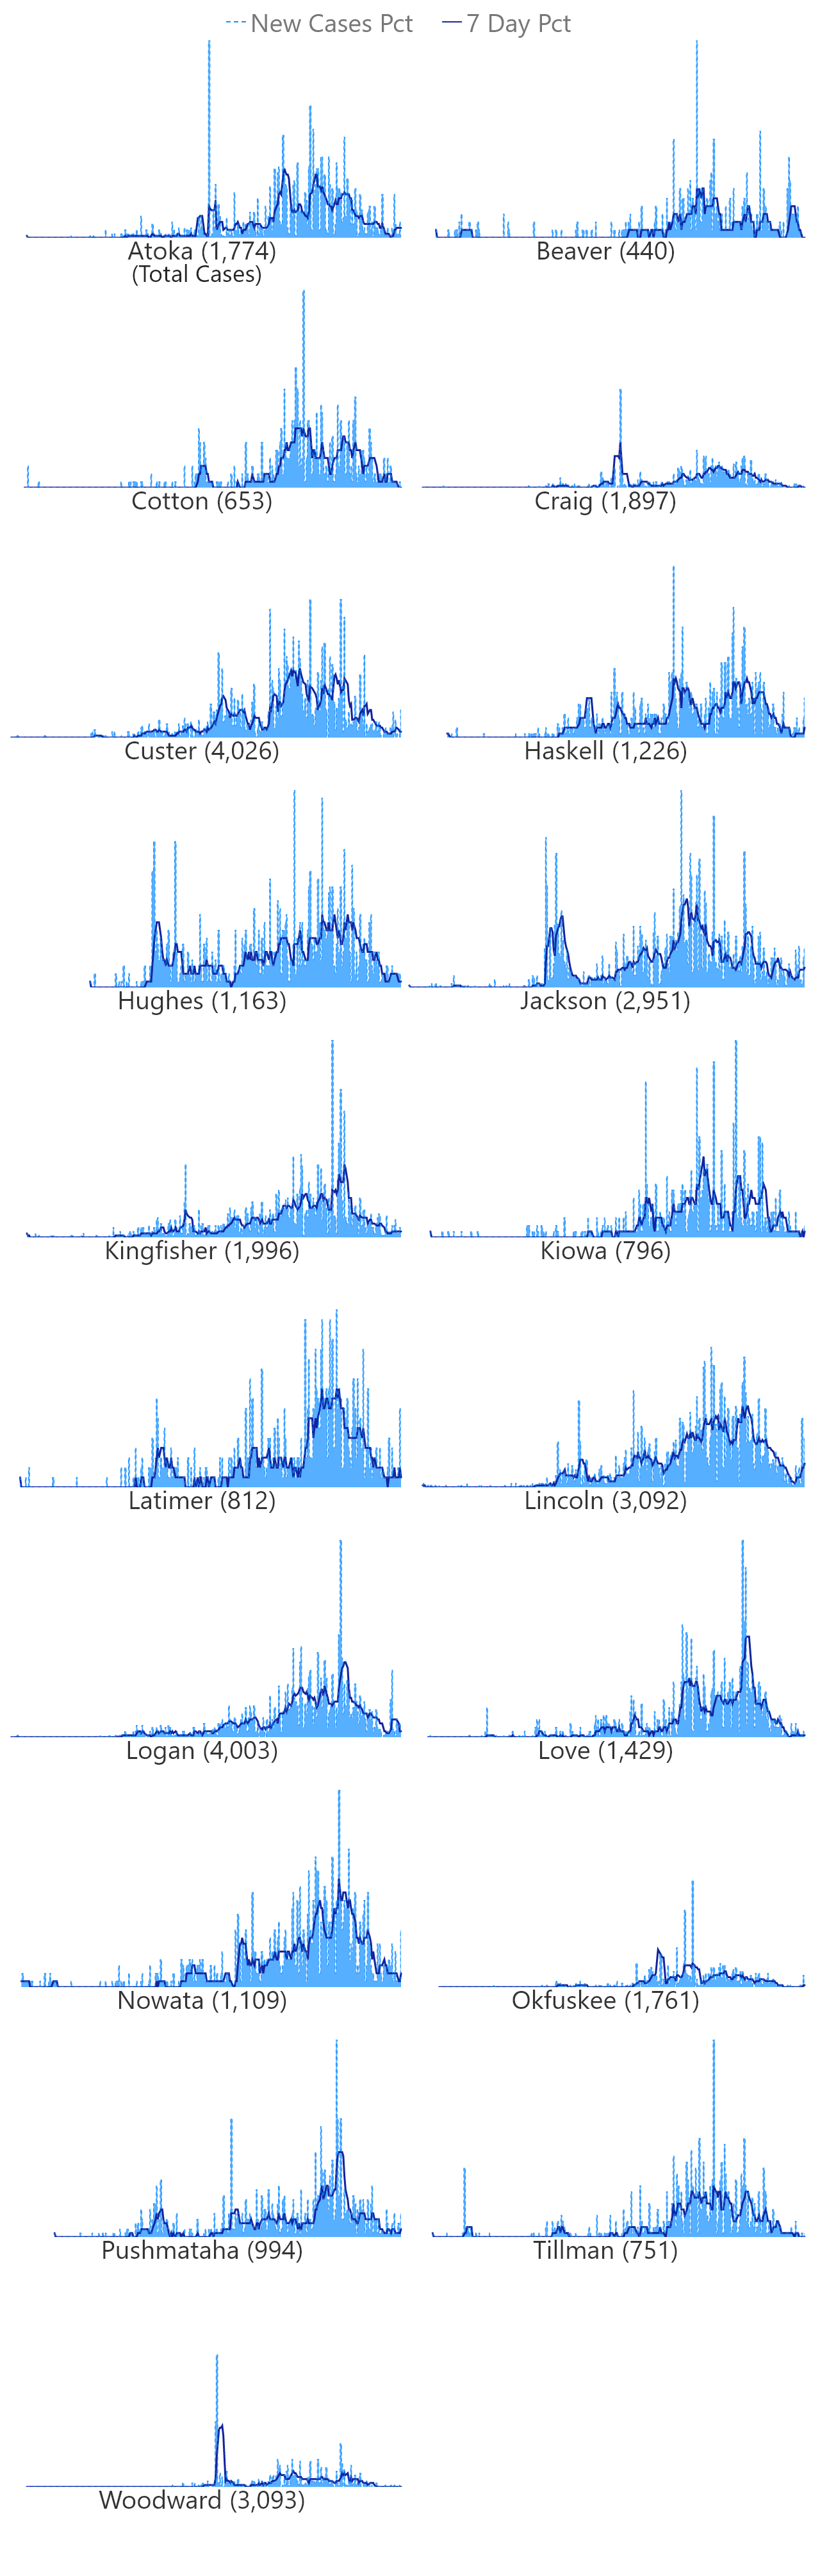 New Cases Pct 7 Day Pct
Atoka (1,774) Beaver (440)
(Total Cases)
Cotton (653) Craig (1,897)
Custer (4,026) Haskell (1,226)
Hughes (1,163) Jackson (2,951)
Kingfisher (1,996) Kiowa (796)
Latimer (812) Lincoln (3,092)
Logan (4,003) Love (1,429)
Nowata (1,109) Okfuskee (1,761)
Pushmataha (994) Tillman (751)
Woodward (3,093)